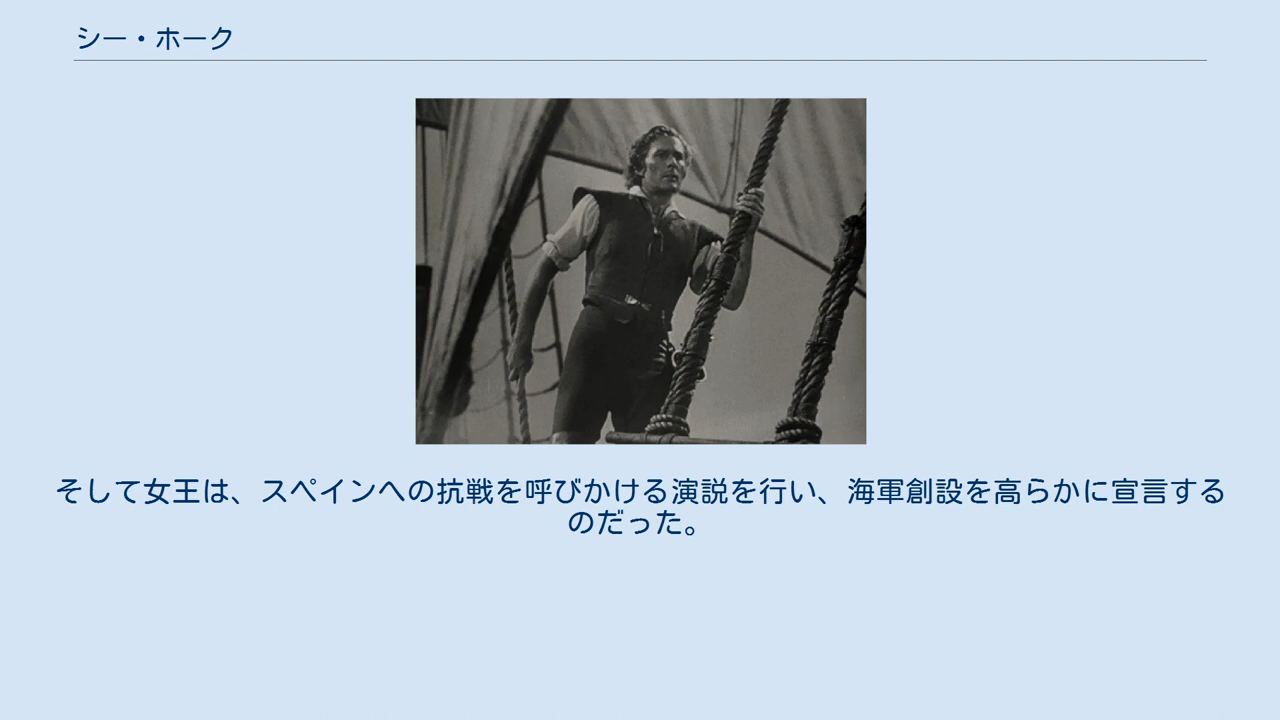 シー・ホーク
そして女王は、スペインへの抗戦を呼びかける演説を行い、海軍創設を高らかに宣言する
のだった。